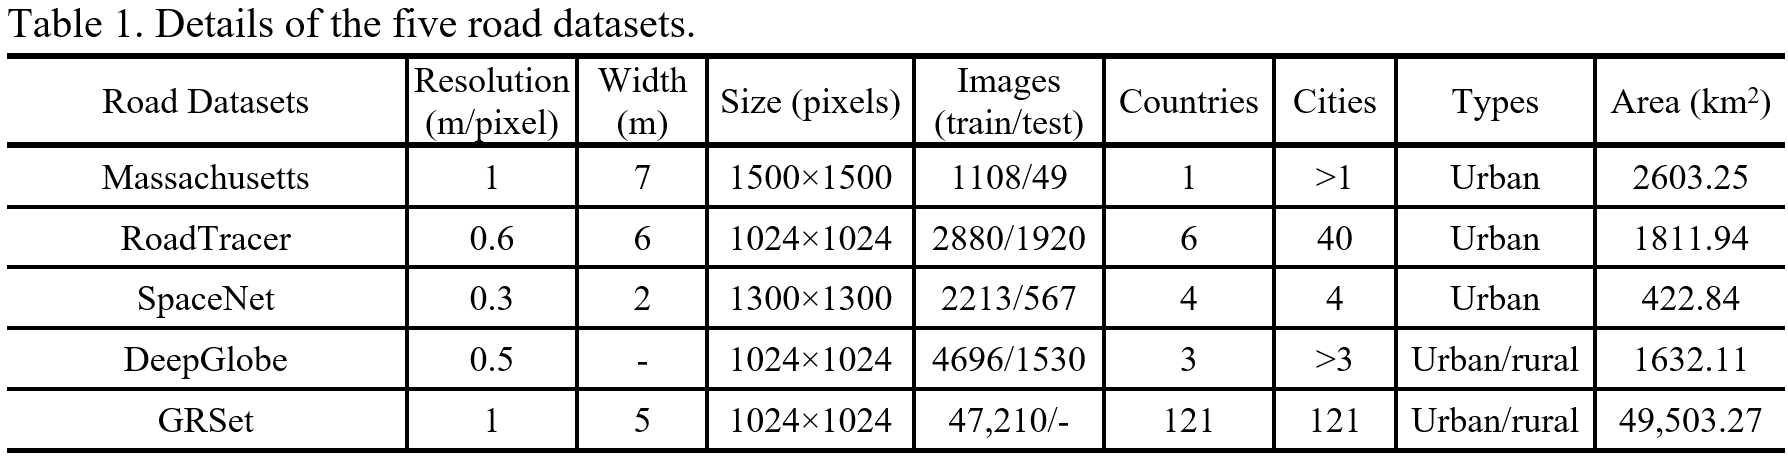 Table 1. Details of the five road datasets.
Road Datasets Resolution (m/pixel) Width (m) Size (pixels) Images (train/test) Countries Cities Types Area (km²)
Massachusetts 1 7 1500×1500 1108/49 1 >1 Urban 2603.25
RoadTracer 0.6 6 1024×1024 2880/1920 6 40 Urban 1811.94
SpaceNet 0.3 2 1300×1300 2213/567 4 4 Urban 422.84
DeepGlobe 0.5 - 1024×1024 4696/1530 3 >3 Urban/rural 1632.11
GRSet 1 5 1024×1024 47,210/- 121 121 Urban/rural 49,503.27